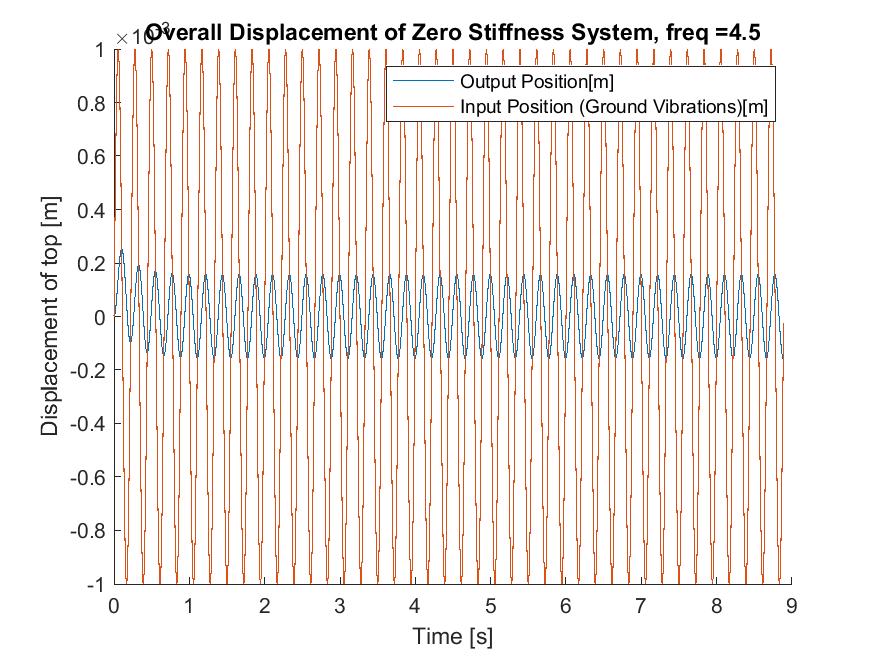 ×10-3
Overall Displacement of Zero Stiffness System, freq =4.5
Output Position[m]
Input Position (Ground Vibrations)[m]
Displacement of top [m]
1
0.8
0.6
0.4
0.2
0
-0.2
-0.4
-0.6
-0.8
-1
0 1 2 3 4 5 6 7 8 9
Time [s]